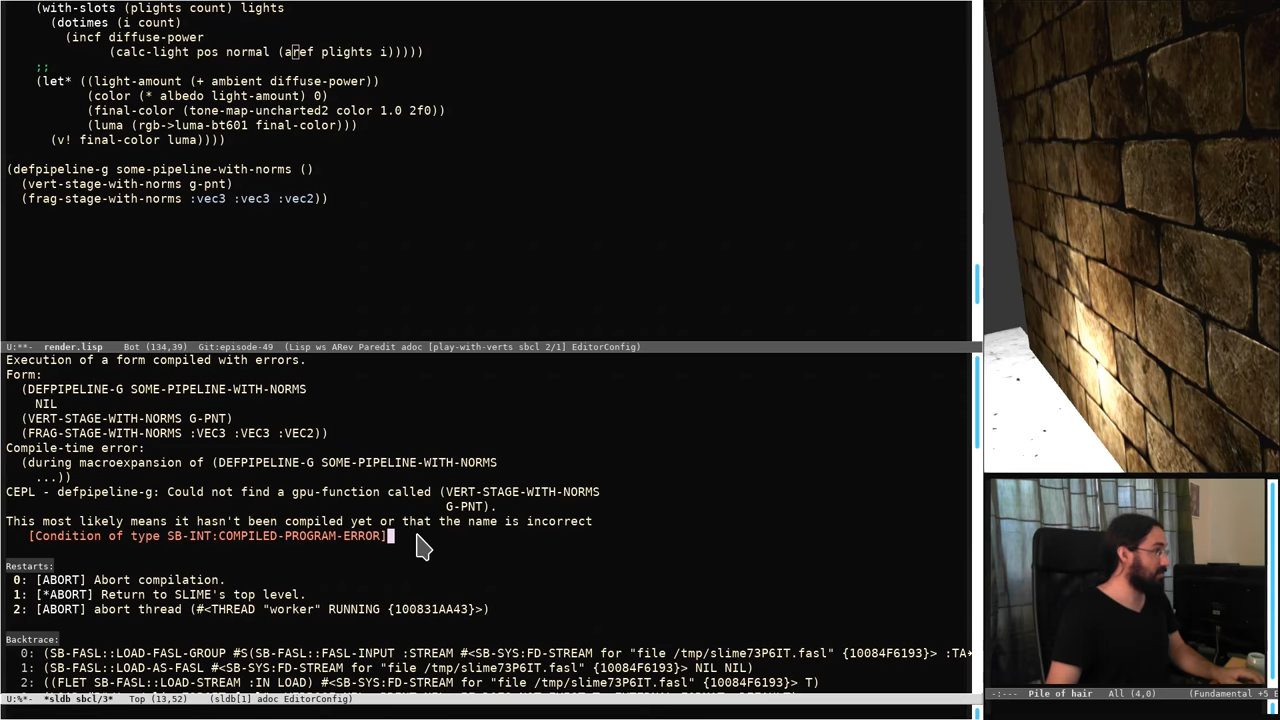 (with-slots (plights count) lights
(dotimes (i count)
(incf diffuse-power
(calc-light pos normal (aref plights i)))))
;;
(let* ((light-amount (+ ambient diffuse-power))
(color (* albedo light-amount) 0)
(final-color (tone-map-uncharted2 color 1.0 2f0))
(luma (rgb->luma-bt601 final-color)))
(v! final-color luma))))
(defpipeline-g some-pipeline-with-norms ()
(vert-stage-with-norms g-pnt)
(frag-stage-with-norms :vec3 :vec3 :vec2))
U:**- render.lisp Bot (134,39) Git:episode-49 (Lisp ws ARev Paredit adoc [play-with-verts sbcl 2/1] EditorConfig)
Execution of a form compiled with errors.
Form:
(DEFPIPELINE-G SOME-PIPELINE-WITH-NORMS
NIL
(VERT-STAGE-WITH-NORMS G-PNT)
(FRAG-STAGE-WITH-NORMS :VEC3 :VEC3 :VEC2))
Compile-time error:
(during macroexpansion of (DEFPIPELINE-G SOME-PIPELINE-WITH-NORMS
...))
CEPL - defpipeline-g: Could not find a gpu-function called (VERT-STAGE-WITH-NORMS
G-PNT).
This most likely means it hasn't been compiled yet or that the name is incorrect
[Condition of type SB-INT:COMPILED-PROGRAM-ERROR]
Restarts:
0: [ABORT] Abort compilation.
1: [*ABORT] Return to SLIME's top level.
2: [ABORT] abort thread (#<THREAD "worker" RUNNING {100831AA43}>)
Backtrace:
0: (SB-FASL::LOAD-FASL-GROUP #S(SB-FASL::FASL-INPUT :STREAM #<SB-SYS:FD-STREAM for "file /tmp/slime73P6IT.fasl" {10084F6193}> :TA
1: (SB-FASL::LOAD-AS-FASL #<SB-SYS:FD-STREAM for "file /tmp/slime73P6IT.fasl" {10084F6193}> NIL NIL)
2: ((FLET SB-FASL::LOAD-STREAM :IN LOAD) #<SB-SYS:FD-STREAM for "file /tmp/slime73P6IT.fasl" {10084F6193}> T)
U:%*- *sldb sbcl/3* Top (13,52) (sldb[1] adoc EditorConfig)
-:--- Pile of hair All (4,0) (Fundamental +5 E